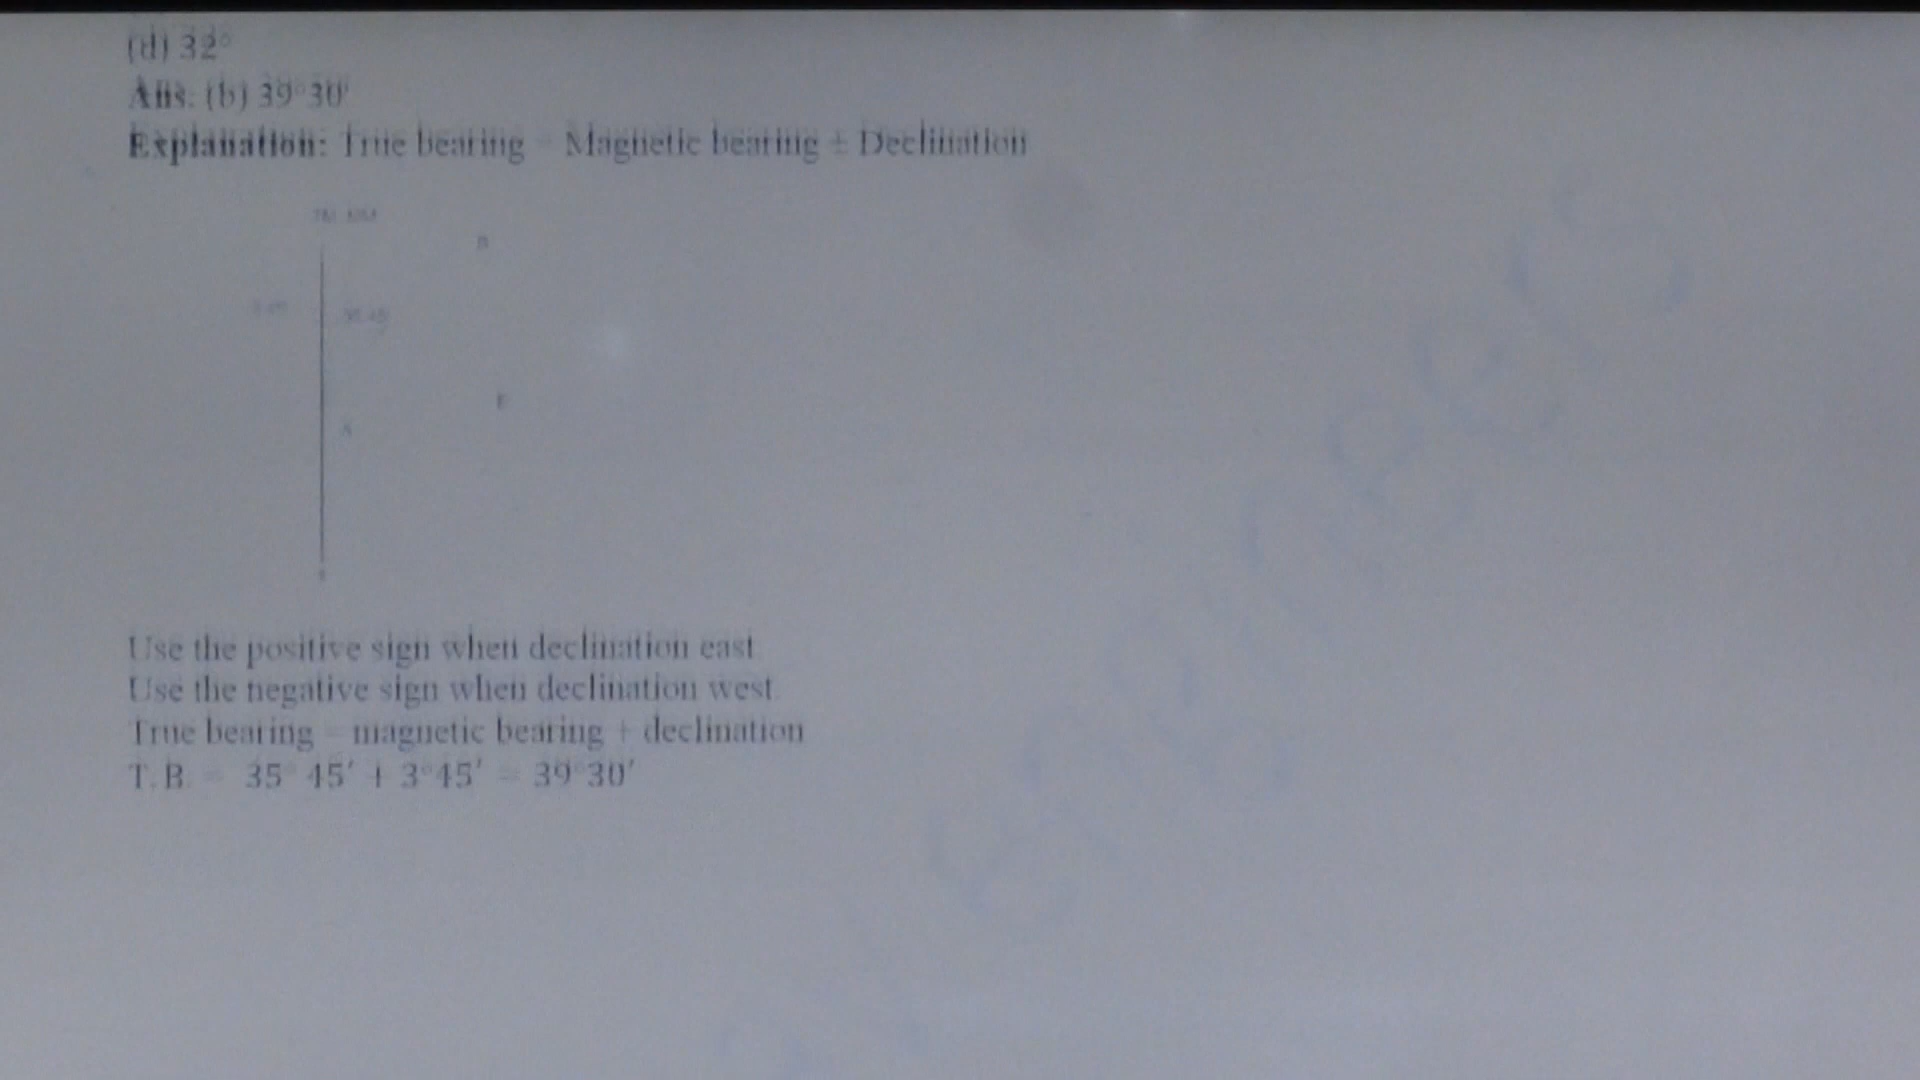 (d) 32°
Ans: (b) 39°30'
Explanation: True bearing = Magnetic bearing ± Declination
B
E
Use the positive sign when declination east
Use the negative sign when declination west
True bearing = magnetic bearing + declination
T. B. = 35° 45′ + 3°45′ = 39°30′